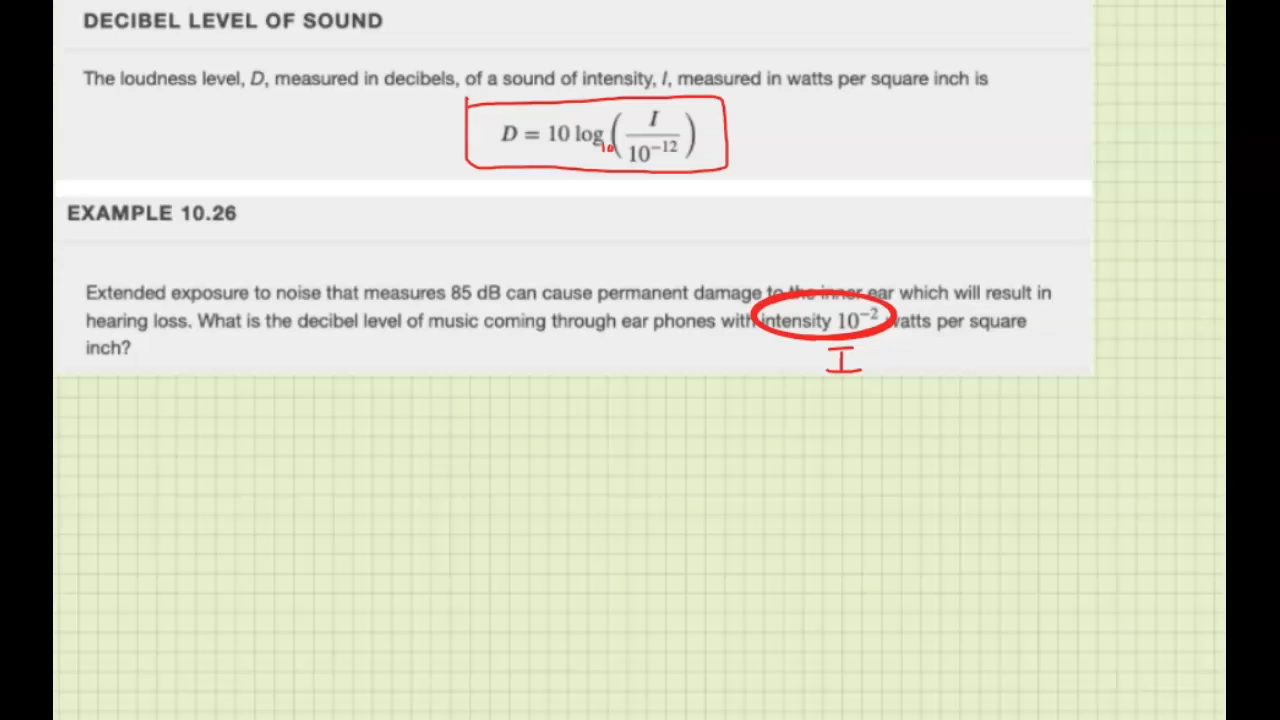 DECIBEL LEVEL OF SOUND
The loudness level, D, measured in decibels, of a sound of intensity, I, measured in watts per square inch is
D = 10 log₁₀ (I / 10⁻¹²)
EXAMPLE 10.26
Extended exposure to noise that measures 85 dB can cause permanent damage to the inner ear which will result in
hearing loss. What is the decibel level of music coming through ear phones with intensity 10⁻² watts per square
inch?
I